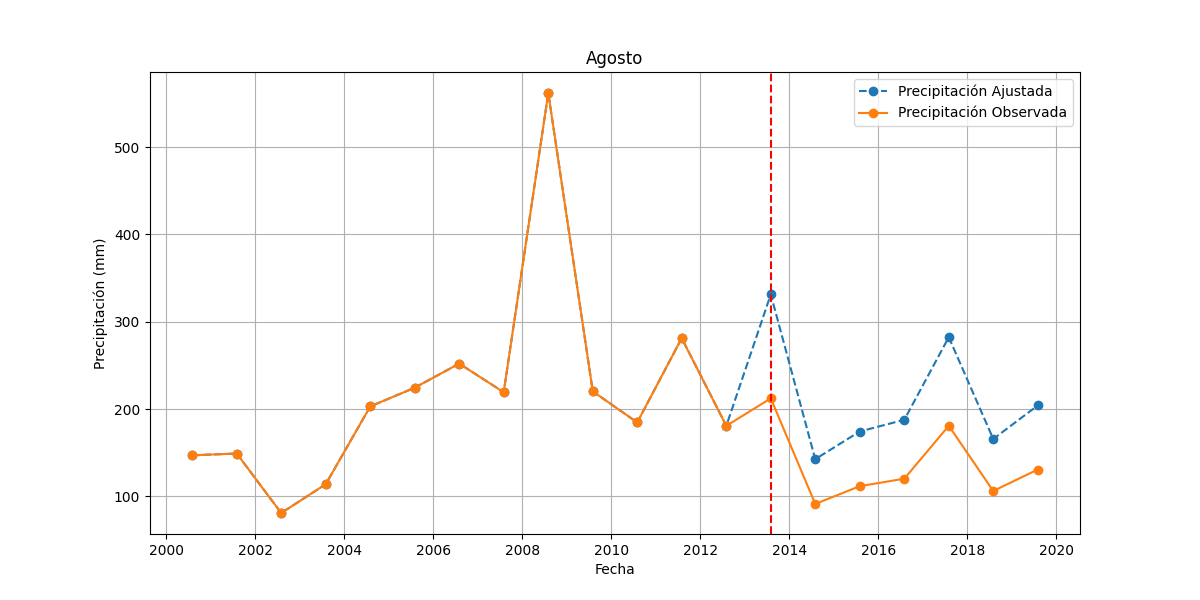 Agosto
Precipitación Ajustada
Precipitación Observada
Precipitación (mm)
500
400
300
200
100
2000 2002 2004 2006 2008 2010 2012 2014 2016 2018 2020
Fecha